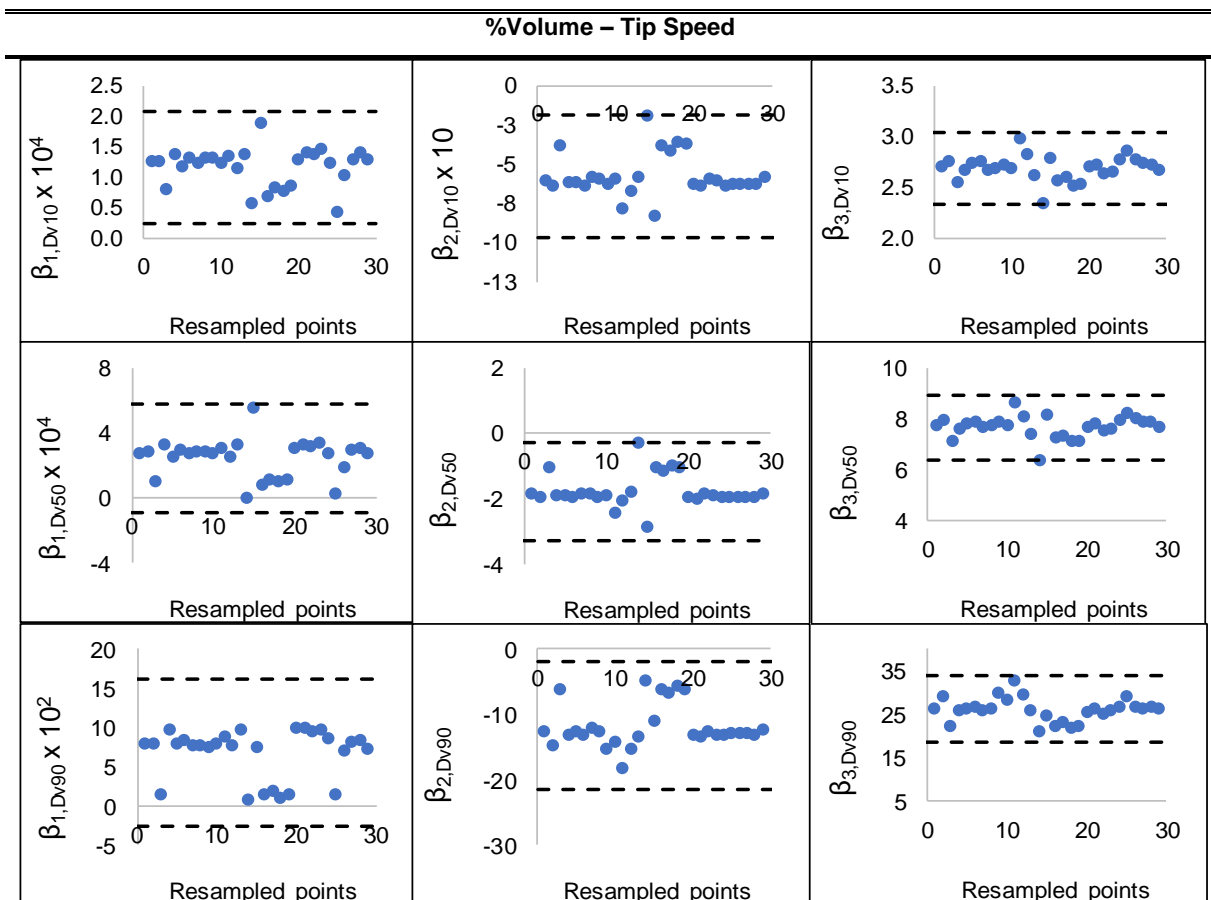 %Volume – Tip Speed
β1,Dv10 x 10^4
2.5
2.0
1.5
1.0
0.5
0.0
0 10 20 30
Resampled points
β2,Dv10 x 10
0
-3
-5
-8
-10
-13
0 10 20 30
Resampled points
β3,Dv10
3.5
3.0
2.5
2.0
0 10 20 30
Resampled points
β1,Dv50 x 10^4
8
4
0
-4
0 10 20 30
Resampled points
β2,Dv50
2
0
-2
-4
0 10 20 30
Resampled points
β3,Dv50
10
8
6
4
0 10 20 30
Resampled points
β1,Dv90 x 10^2
20
15
10
5
0
-5
0 10 20 30
Resampled points
β2,Dv90
0
-10
-20
-30
0 10 20 30
Resampled points
β3,Dv90
35
25
15
5
0 10 20 30
Resampled points